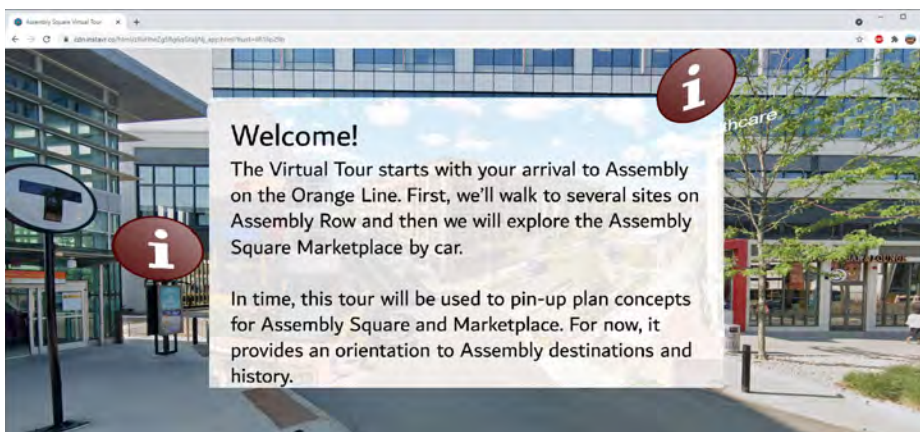 Assembly Square Virtual Tour
T
i
i
thcare
Welcome!
The Virtual Tour starts with your arrival to Assembly
on the Orange Line. First, we'll walk to several sites on
Assembly Row and then we will explore the Assembly
Square Marketplace by car.
In time, this tour will be used to pin-up plan concepts
for Assembly Square and Marketplace. For now, it
provides an orientation to Assembly destinations and
history.